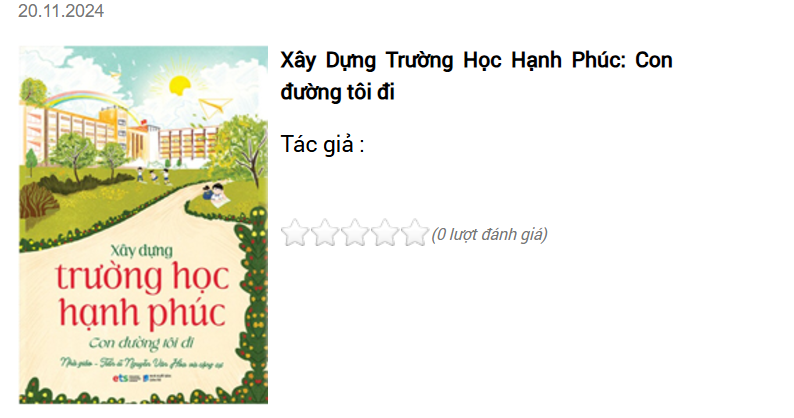 20.11.2024
Xây Dựng Trường Học Hạnh Phúc: Con
đường tôi đi
Tác giả :
(0 lượt đánh giá)
Xây dựng
trường học
hạnh phúc
Con đường tôi đi
Nhà giáo - Tiến sĩ Nguyễn Văn Hòa và cộng sự
ets